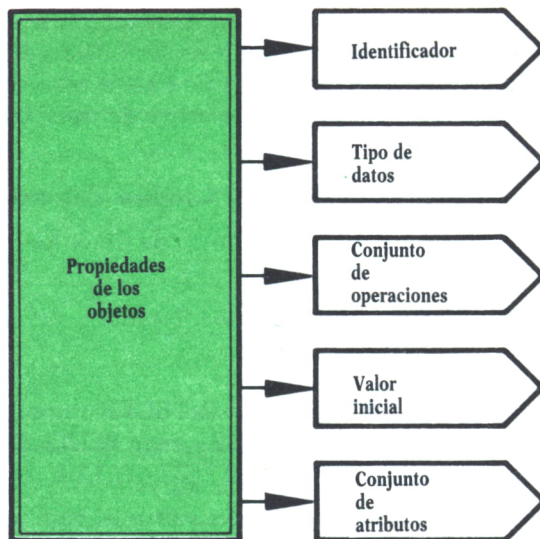 Propiedades
de los
objetos
Identificador
Tipo de
datos
Conjunto
de
operaciones
Valor
inicial
Conjunto
de
atributos